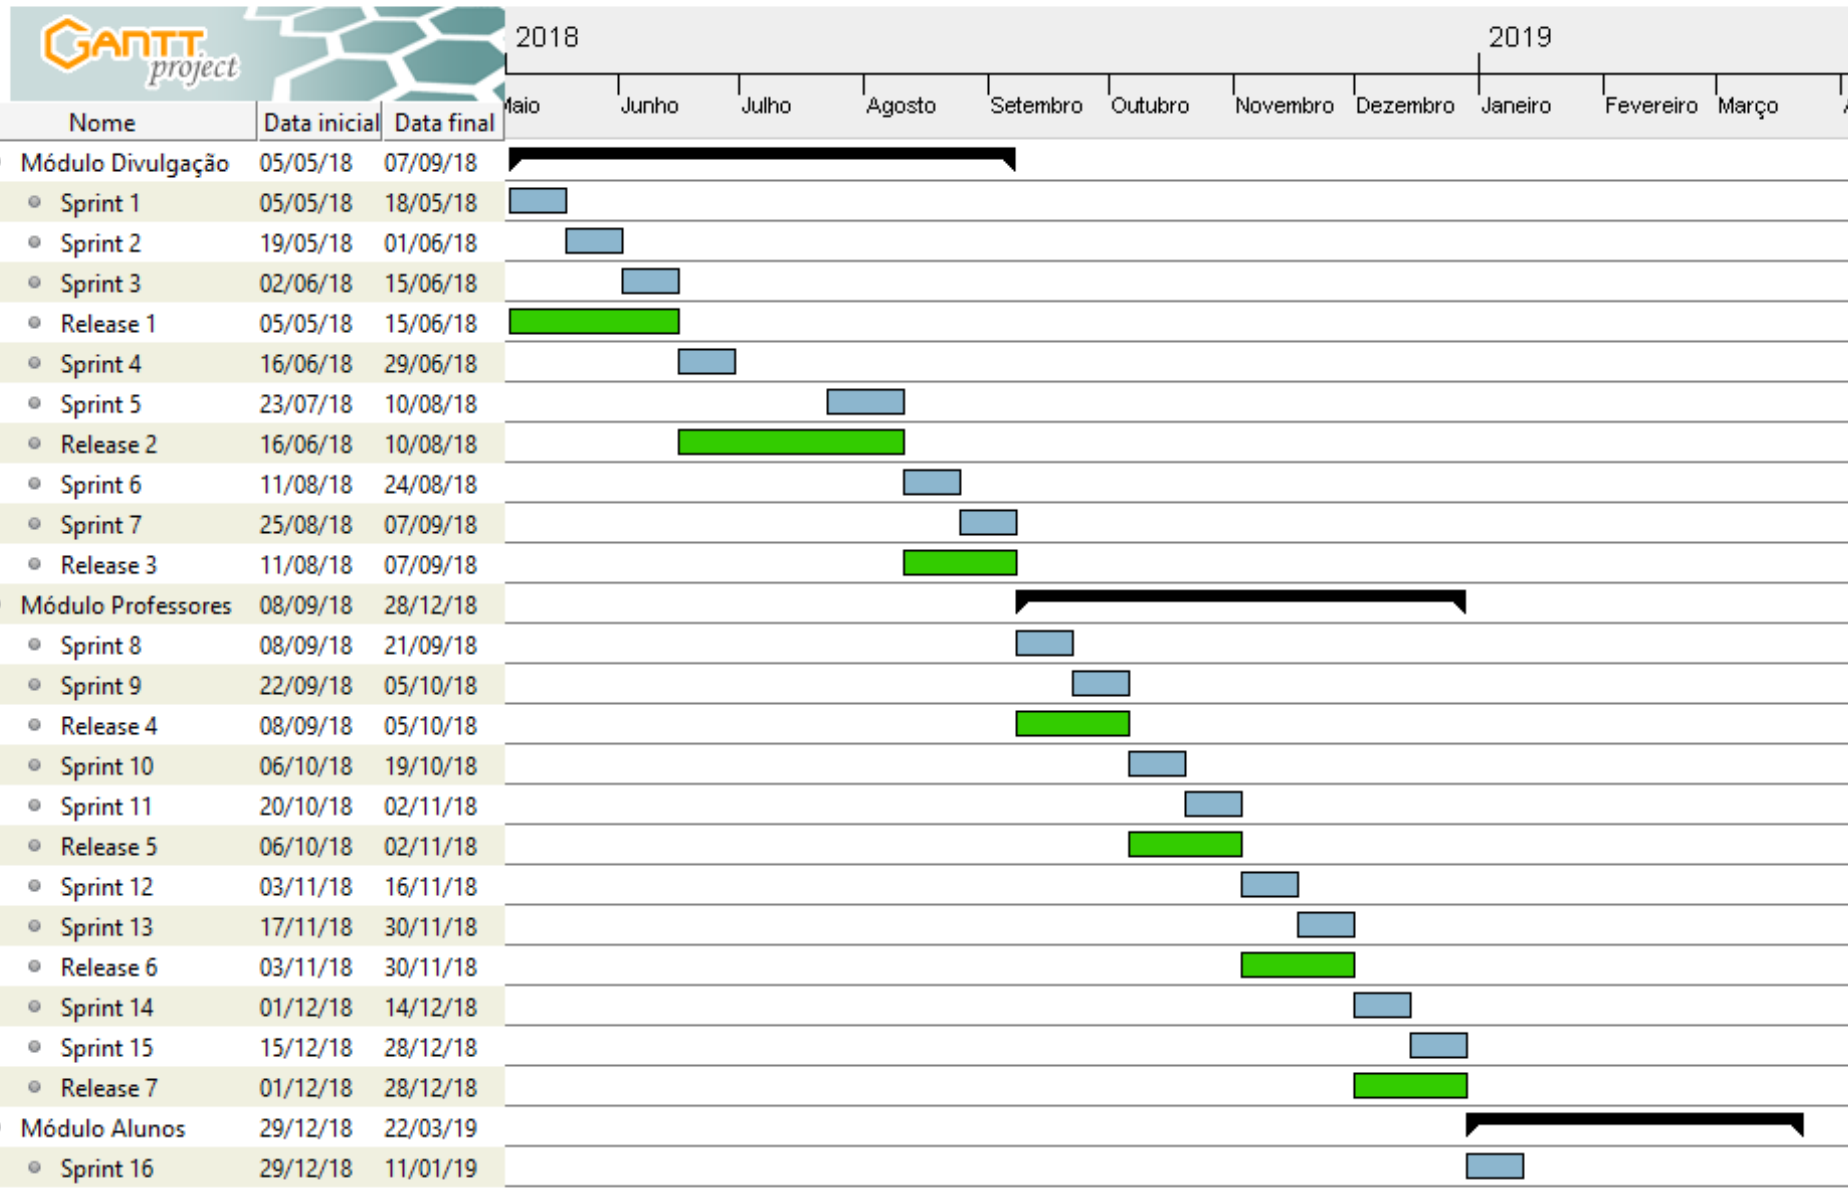 GANTT
project
2018 2019
Maio Junho Julho Agosto Setembro Outubro Novembro Dezembro Janeiro Fevereiro Março
Nome Data inicial Data final
Módulo Divulgação 05/05/18 07/09/18
Sprint 1 05/05/18 18/05/18
Sprint 2 19/05/18 01/06/18
Sprint 3 02/06/18 15/06/18
Release 1 05/05/18 15/06/18
Sprint 4 16/06/18 29/06/18
Sprint 5 23/07/18 10/08/18
Release 2 16/06/18 10/08/18
Sprint 6 11/08/18 24/08/18
Sprint 7 25/08/18 07/09/18
Release 3 11/08/18 07/09/18
Módulo Professores 08/09/18 28/12/18
Sprint 8 08/09/18 21/09/18
Sprint 9 22/09/18 05/10/18
Release 4 08/09/18 05/10/18
Sprint 10 06/10/18 19/10/18
Sprint 11 20/10/18 02/11/18
Release 5 06/10/18 02/11/18
Sprint 12 03/11/18 16/11/18
Sprint 13 17/11/18 30/11/18
Release 6 03/11/18 30/11/18
Sprint 14 01/12/18 14/12/18
Sprint 15 15/12/18 28/12/18
Release 7 01/12/18 28/12/18
Módulo Alunos 29/12/18 22/03/19
Sprint 16 29/12/18 11/01/19